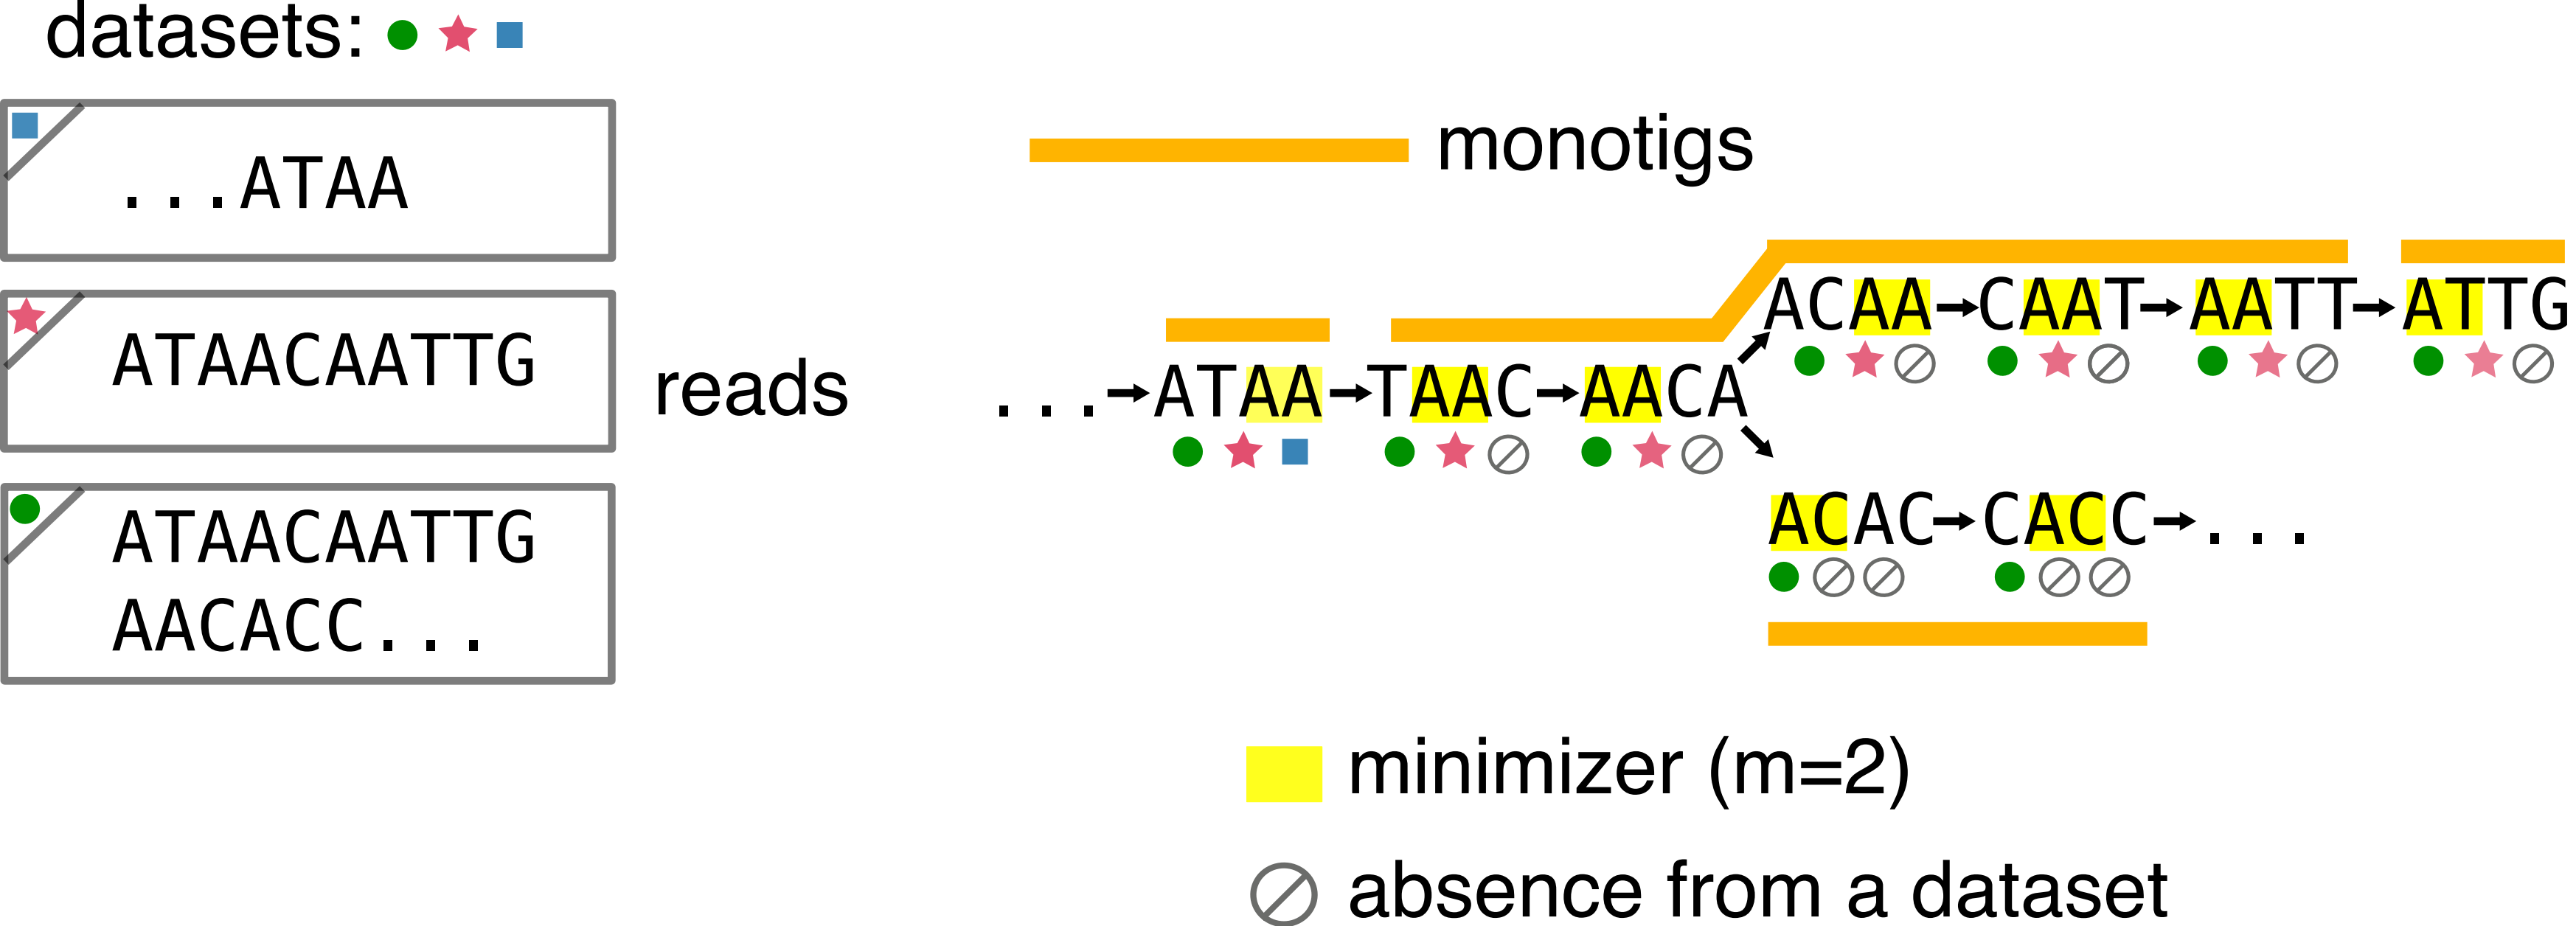 datasets:
...ATAA
ATAACAATTG
reads
ATAACAATTG
AACACC...
monotigs
ACAA CAAT AATT ATTG
... ATAA TAAC AACA
ACAC CACC ...
minimizer (m=2)
absence from a dataset